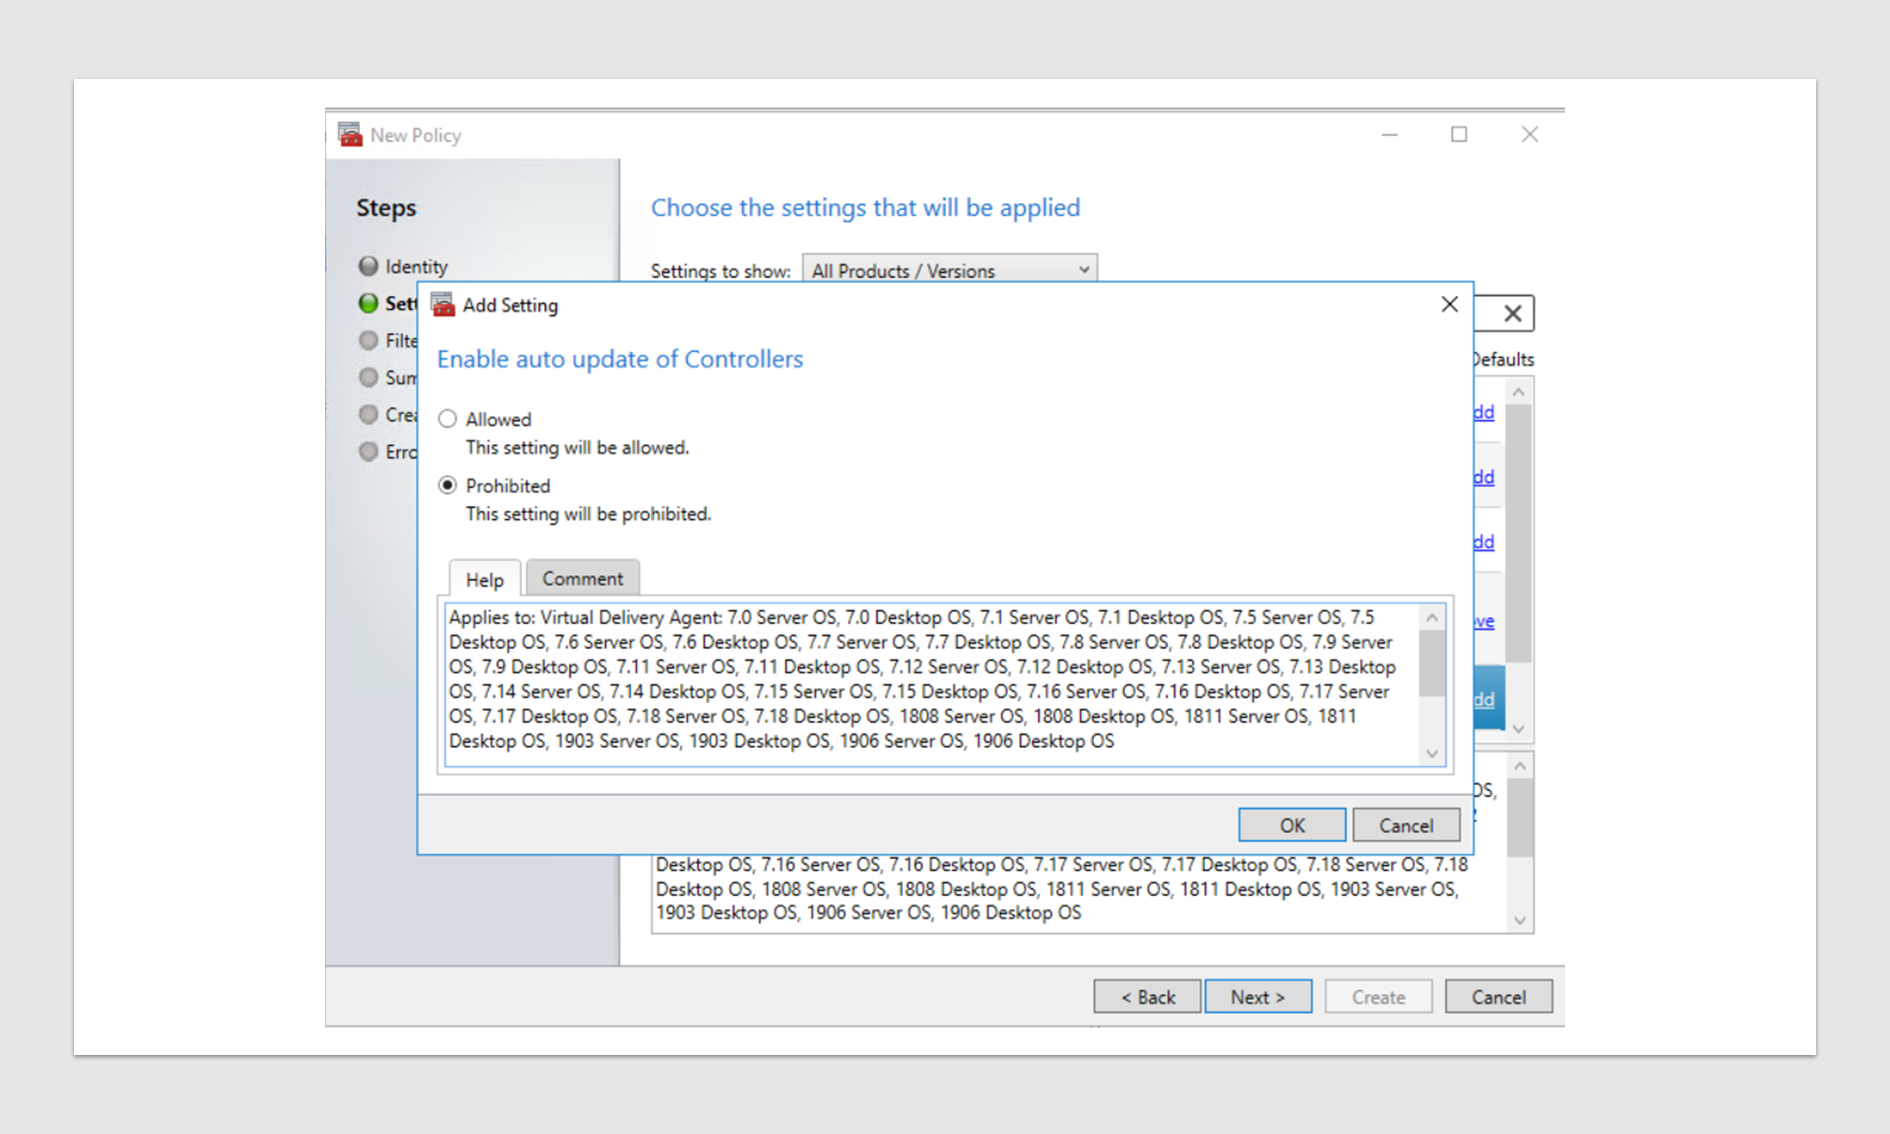 New Policy
Steps
Identity
Choose the settings that will be applied
Settings to show: All Products / Versions
Add Setting
Enable auto update of Controllers
Allowed
This setting will be allowed.
Prohibited
This setting will be prohibited.
Help Comment
Applies to: Virtual Delivery Agent: 7.0 Server OS, 7.0 Desktop OS, 7.1 Server OS, 7.1 Desktop OS, 7.5 Server OS, 7.5
Desktop OS, 7.6 Server OS, 7.6 Desktop OS, 7.7 Server OS, 7.7 Desktop OS, 7.8 Server OS, 7.8 Desktop OS, 7.9 Server
OS, 7.9 Desktop OS, 7.11 Server OS, 7.11 Desktop OS, 7.12 Server OS, 7.12 Desktop OS, 7.13 Server OS, 7.13 Desktop
OS, 7.14 Server OS, 7.14 Desktop OS, 7.15 Server OS, 7.15 Desktop OS, 7.16 Server OS, 7.16 Desktop OS, 7.17 Server
OS, 7.17 Desktop OS, 7.18 Server OS, 7.18 Desktop OS, 1808 Server OS, 1808 Desktop OS, 1811 Server OS, 1811
Desktop OS, 1903 Server OS, 1903 Desktop OS, 1906 Server OS, 1906 Desktop OS
OK Cancel
Defaults
OS,
Desktop OS, 7.16 Server OS, 7.16 Desktop OS, 7.17 Server OS, 7.17 Desktop OS, 7.18 Server OS, 7.18
Desktop OS, 1808 Server OS, 1808 Desktop OS, 1811 Server OS, 1811 Desktop OS, 1903 Server OS,
1903 Desktop OS, 1906 Server OS, 1906 Desktop OS
< Back Next > Create Cancel